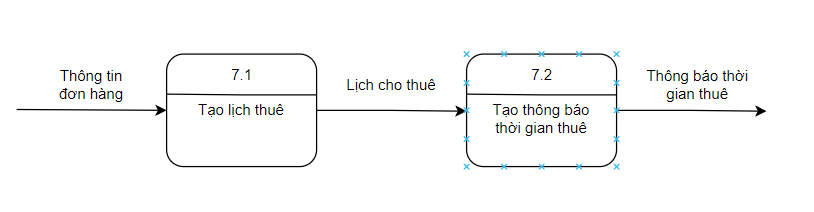 Thông tin
đơn hàng
7.1
Tạo lịch thuê
Lịch cho thuê
7.2
Tạo thông báo
thời gian thuê
Thông báo thời
gian thuê